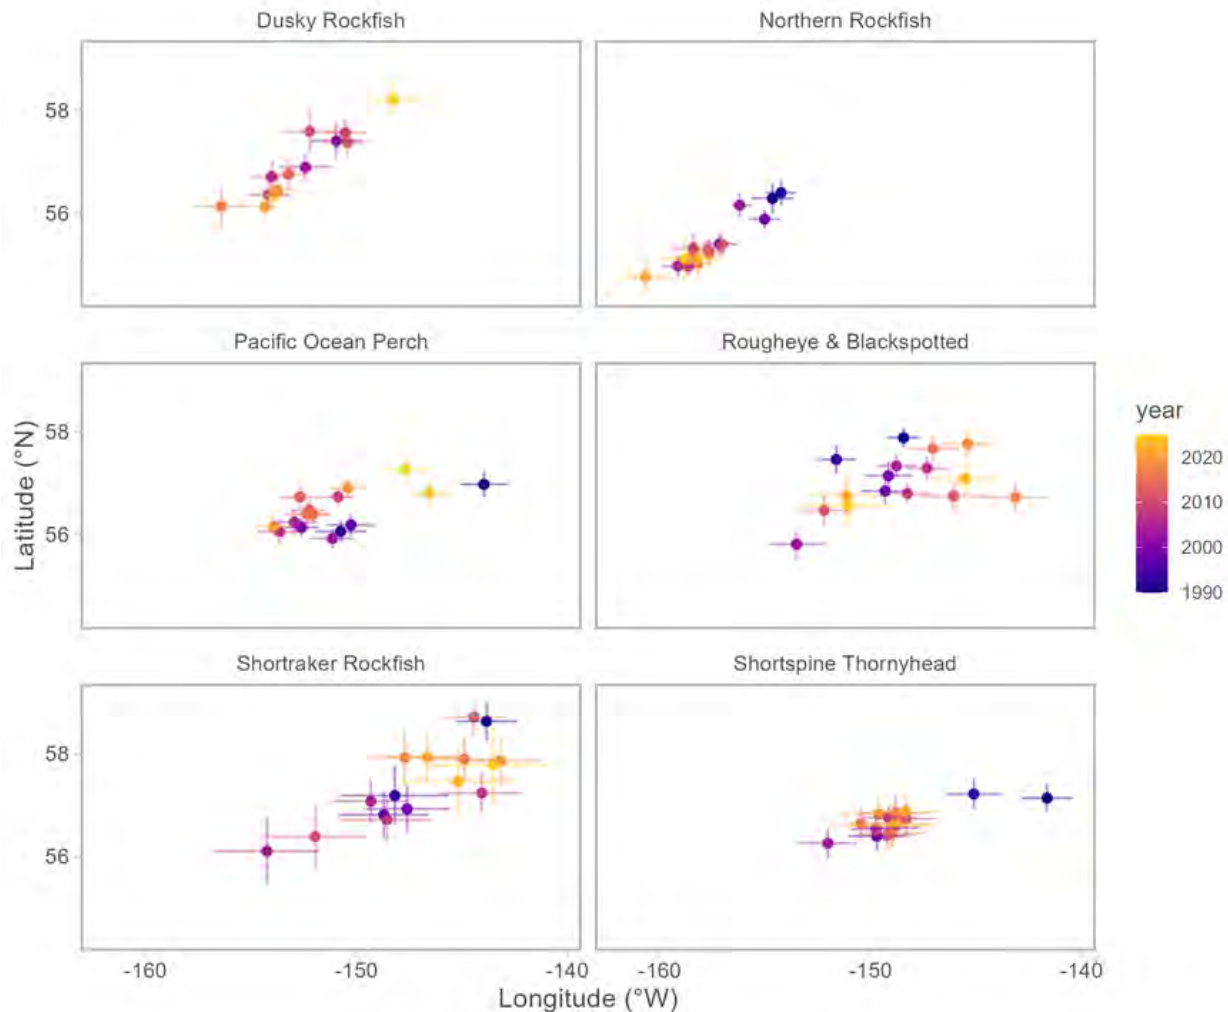 Dusky Rockfish
Northern Rockfish
58
56
Pacific Ocean Perch
Rougheye & Blackspotted
58
56
Latitude (°N)
year
2020
2010
2000
1990
Shortraker Rockfish
Shortspine Thornyhead
58
56
-160
-150
-140
-160
-150
-140
Longitude (°W)